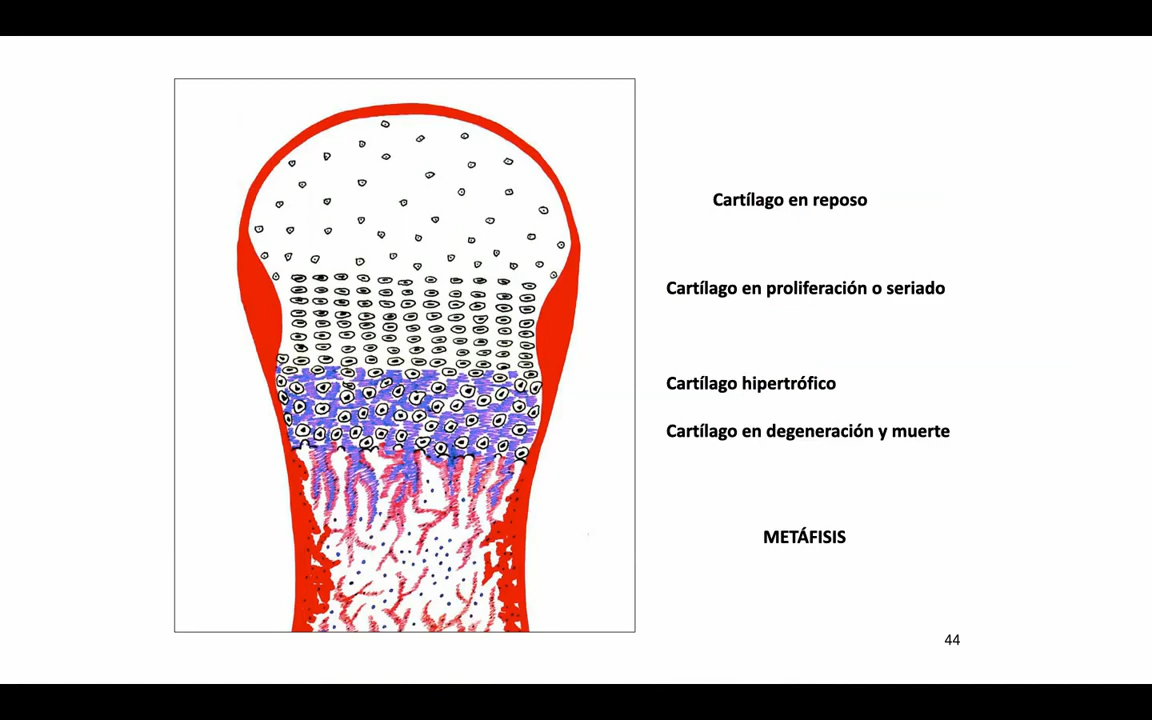 Cartílago en reposo
Cartílago en proliferación o seriado
Cartílago hipertrófico
Cartílago en degeneración y muerte
METÁFISIS
44